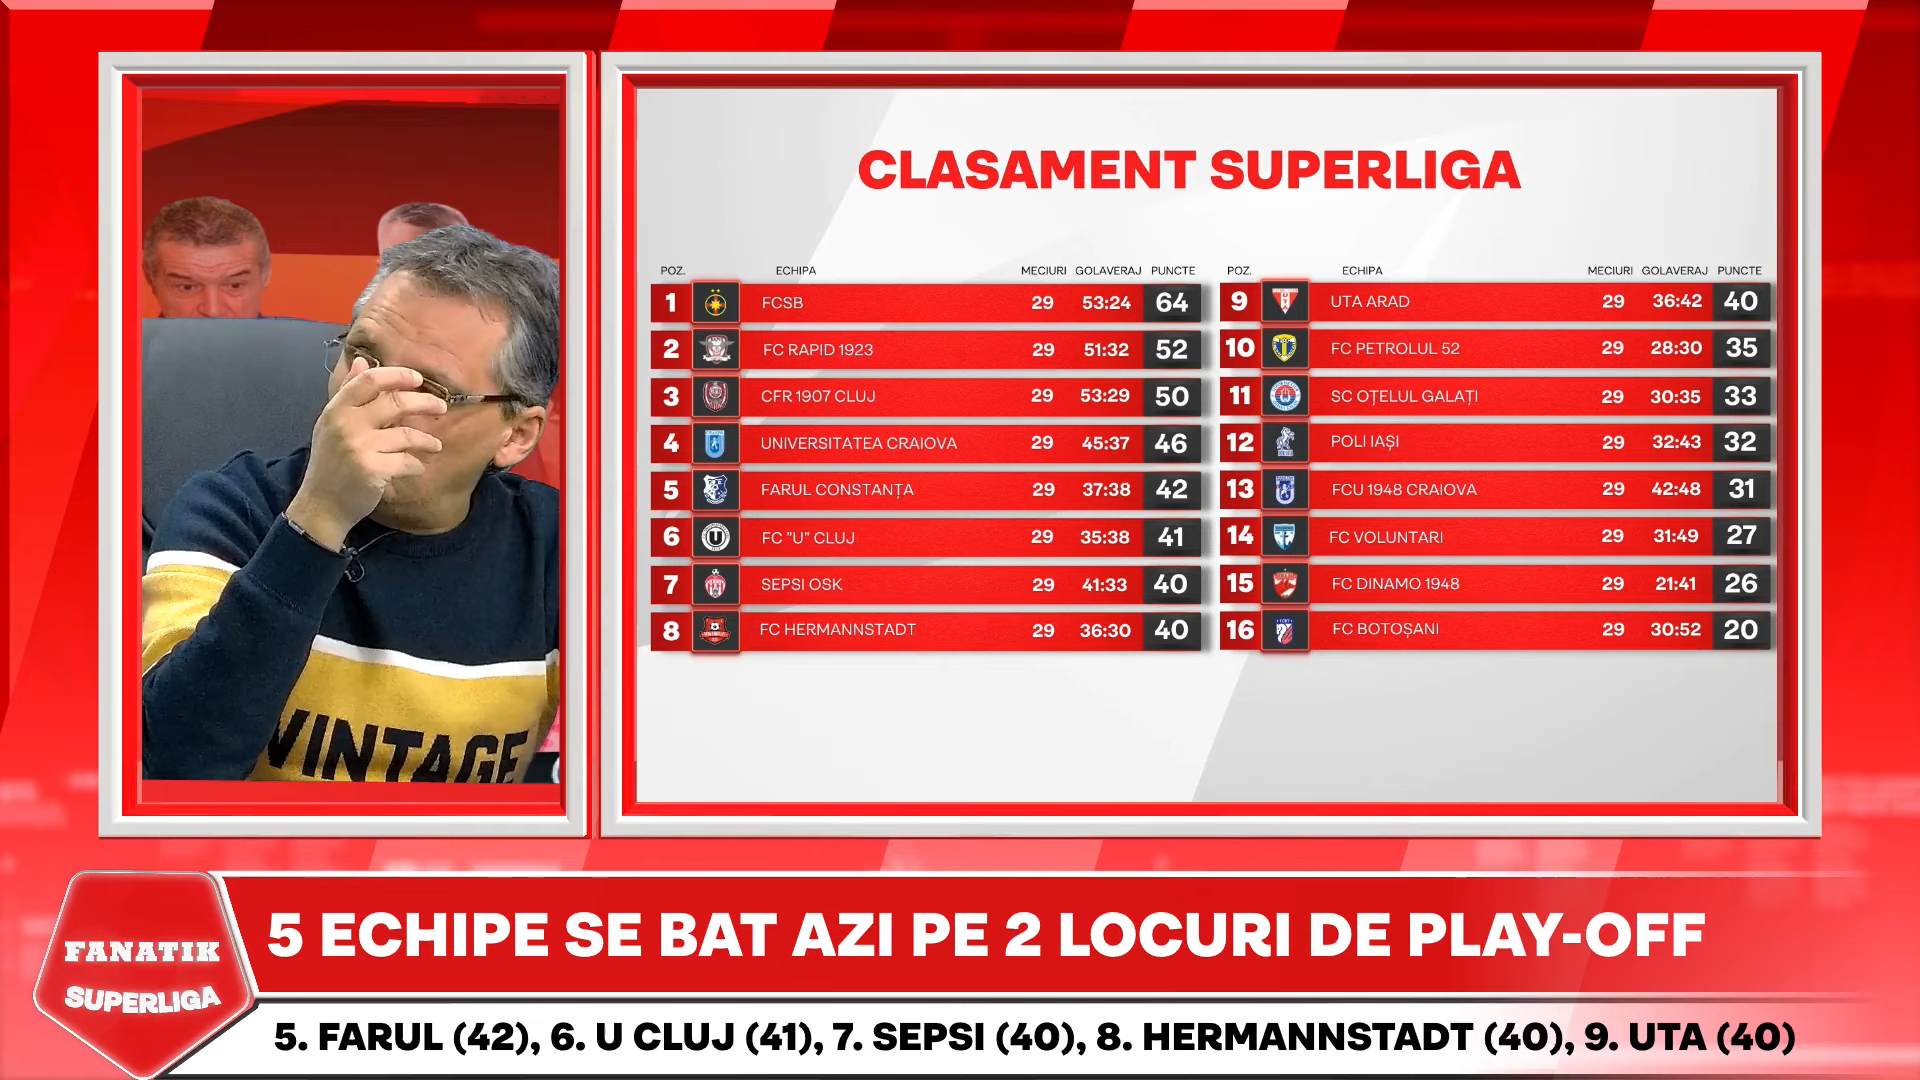 CLASAMENT SUPERLIGA
POZ. ECHIPA MECIURI GOLAVERAJ PUNCTE
1 FCSB 29 53:24 64
2 FC RAPID 1923 29 51:32 52
3 CFR 1907 CLUJ 29 53:29 50
4 UNIVERSITATEA CRAIOVA 29 45:37 46
5 FARUL CONSTANȚA 29 37:38 42
6 FC ”U” CLUJ 29 35:38 41
7 SEPSI OSK 29 41:33 40
8 FC HERMANNSTADT 29 36:30 40
POZ. ECHIPA MECIURI GOLAVERAJ PUNCTE
9 UTA ARAD 29 36:42 40
10 FC PETROLUL 52 29 28:30 35
11 SC OȚELUL GALAȚI 29 30:35 33
12 POLI IAȘI 29 32:43 32
13 FCU 1948 CRAIOVA 29 42:48 31
14 FC VOLUNTARI 29 31:49 27
15 FC DINAMO 1948 29 21:41 26
16 FC BOTOȘANI 29 30:52 20
VINTAGE
5 ECHIPE SE BAT AZI PE 2 LOCURI DE PLAY-OFF
FANATIK
SUPERLIGA
5. FARUL (42), 6. U CLUJ (41), 7. SEPSI (40), 8. HERMANNSTADT (40), 9. UTA (40)